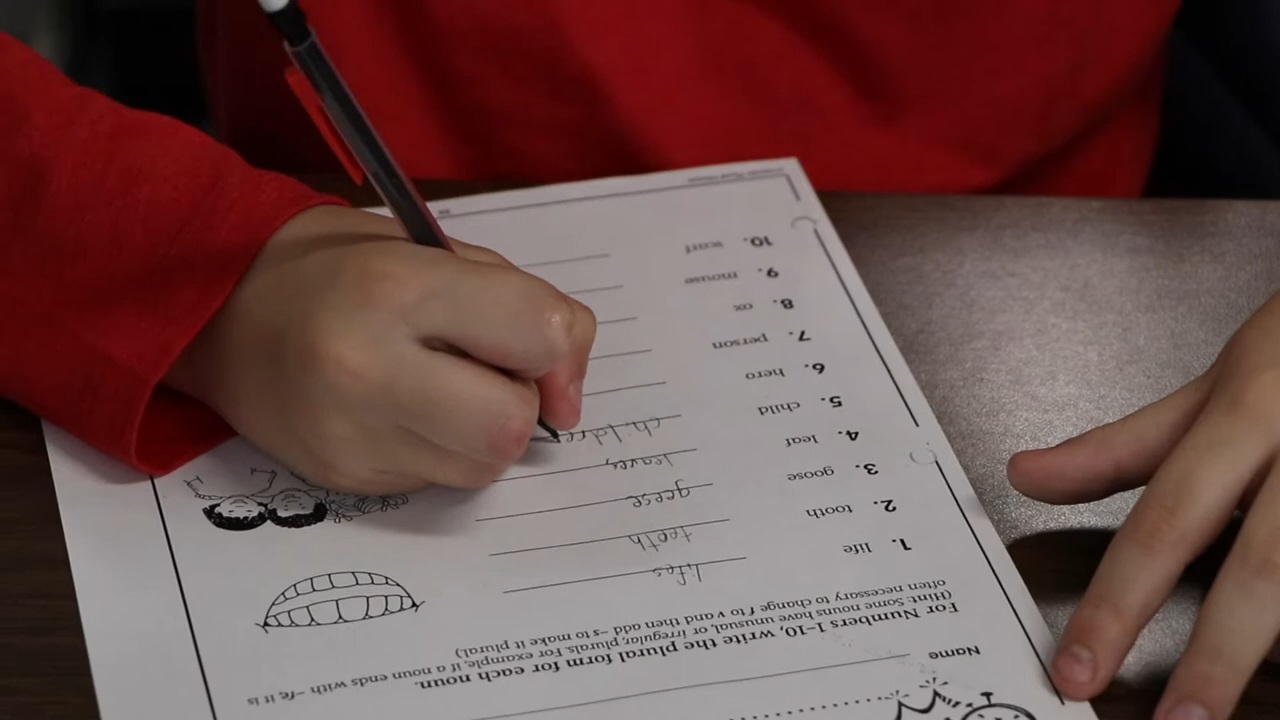 Name
For Numbers 1–10, write the plural form for each noun.
(Hint: Some nouns have unusual, or irregular, plurals. For example, if a noun ends with –fe, it is
often necessary to change f to v and then add –s to make it plural.)
1. life lifes
2. tooth teeth
3. goose geese
4. leaf leaves
5. child childre
6. hero
7. person
8. ox
9. mouse
10. scarf